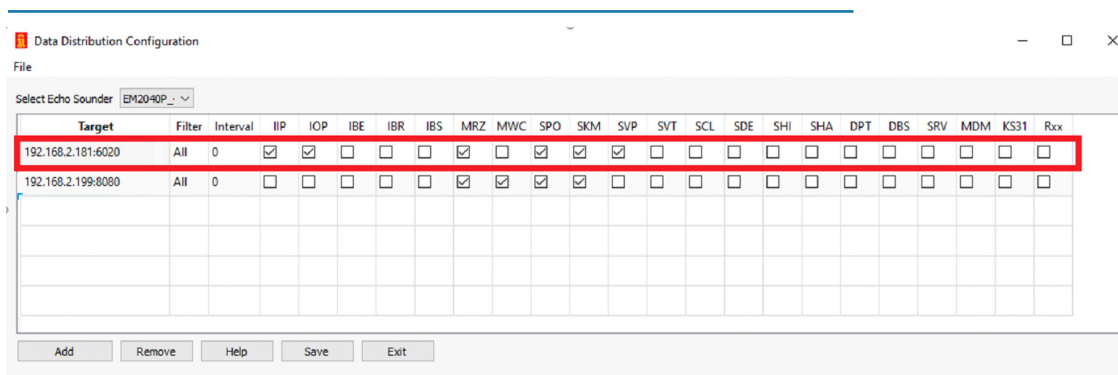 Data Distribution Configuration
File
Select Echo Sounder EM2040P_
Target Filter Interval IIP IOP IBE IBR IBS MRZ MWC SPO SKM SVP SVT SCL SDE SHI SHA DPT DBS SRV MDM KS31 Rxx
192.168.2.181:6020 All 0
192.168.2.199:8080 All 0
Add Remove Help Save Exit